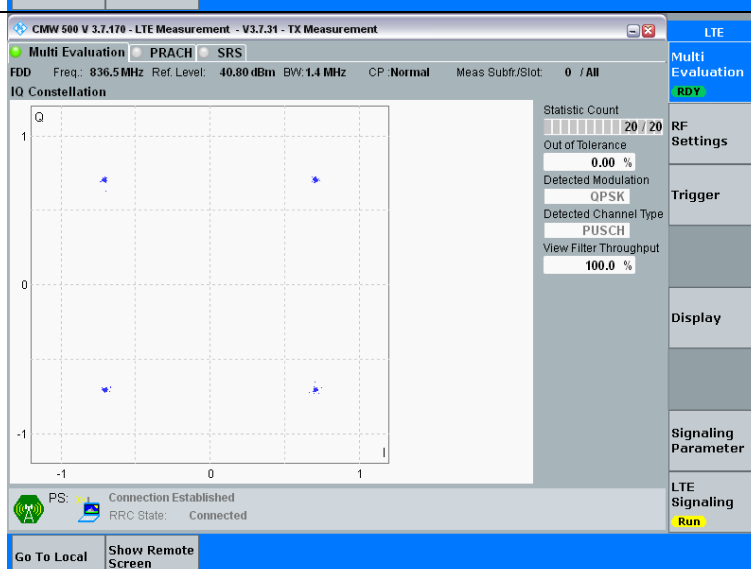 CMW 500 V 3.7.170 - LTE Measurement - V3.7.31 - TX Measurement
LTE
Multi Evaluation PRACH SRS
FDD Freq.: 836.5 MHz Ref. Level: 40.80 dBm BW: 1.4 MHz CP :Normal Meas Subfr./Slot: 0 / All
IQ Constellation
Q
1
0
-1
-1 0 1
I
Statistic Count
20 / 20
Out of Tolerance
0.00 %
Detected Modulation
QPSK
Detected Channel Type
PUSCH
View Filter Throughput
100.0 %
Multi
Evaluation
RDY
RF
Settings
Trigger
Display
Signaling
Parameter
LTE
Signaling
Run
PS: Connection Established
RRC State: Connected
Go To Local
Show Remote
Screen